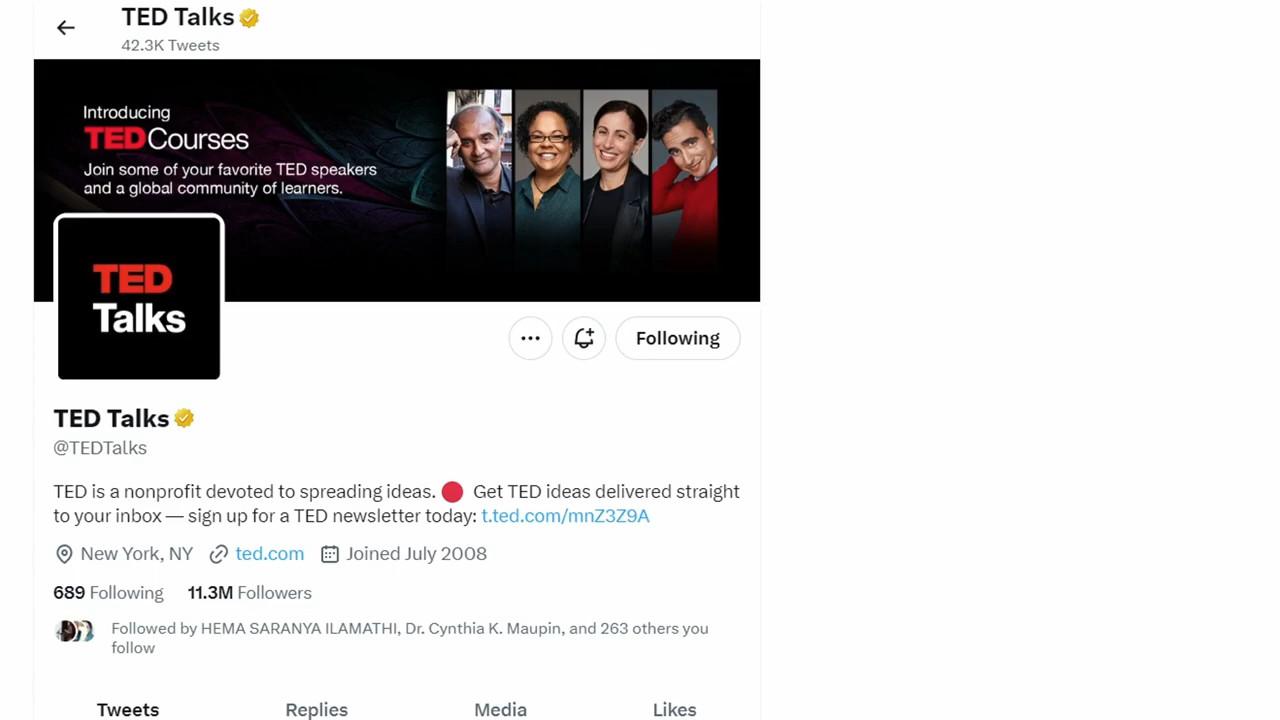 TED Talks
42.3K Tweets
Introducing
TEDCourses
Join some of your favorite TED speakers
and a global community of learners.
TED
Talks
Following
TED Talks
@TEDTalks
TED is a nonprofit devoted to spreading ideas. 🔴 Get TED ideas delivered straight
to your inbox — sign up for a TED newsletter today: t.ted.com/mnZ3Z9A
New York, NY ted.com Joined July 2008
689 Following 11.3M Followers
Followed by HEMA SARANYA ILAMATHI, Dr. Cynthia K. Maupin, and 263 others you
follow
Tweets Replies Media Likes